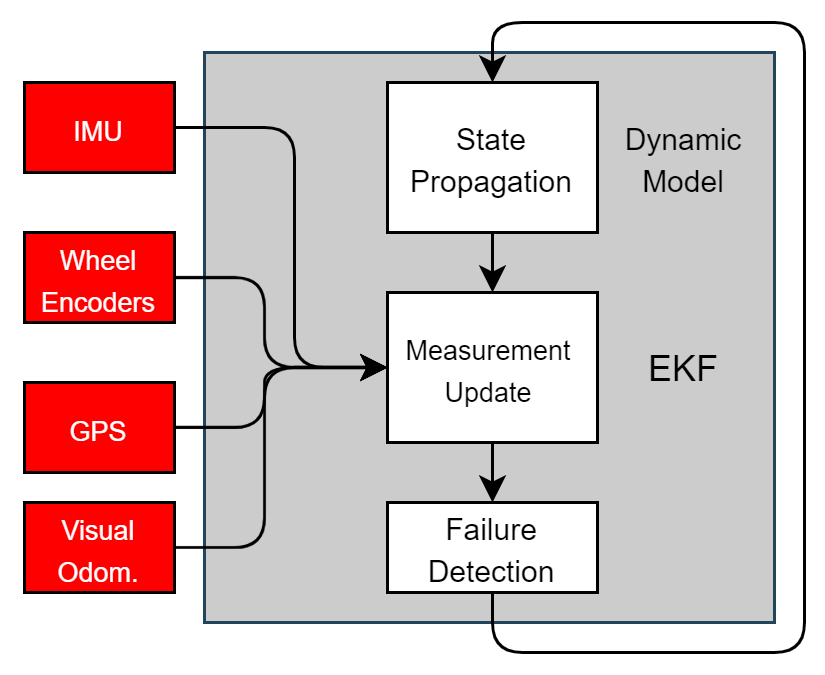 IMU
Wheel
Encoders
GPS
Visual
Odom.
State
Propagation
Dynamic
Model
Measurement
Update
EKF
Failure
Detection